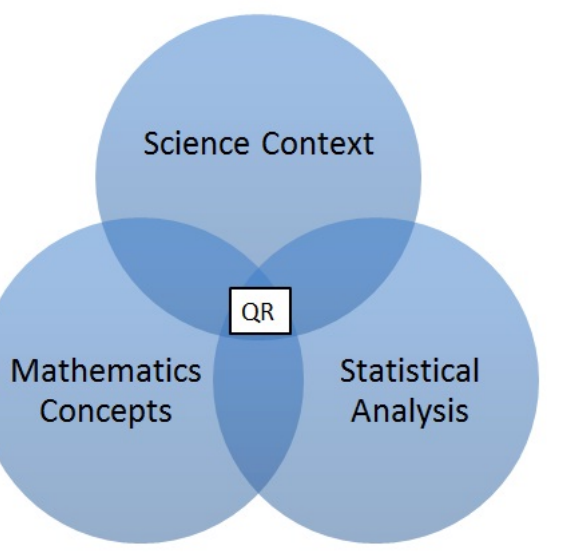 Science Context
QR
Mathematics
Concepts
Statistical
Analysis